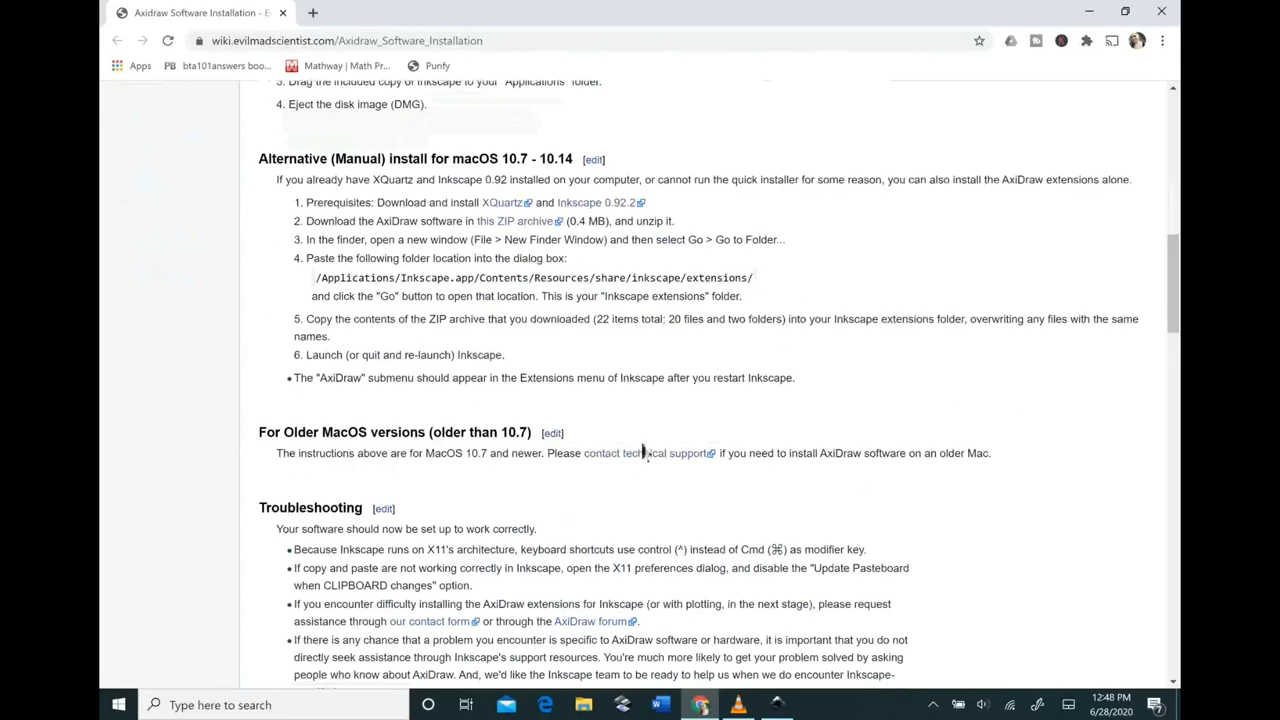 Axidraw Software Installation - E
wiki.evilmadscientist.com/Axidraw_Software_Installation
Apps
bta101answers boo...
Mathway | Math Pr...
Purify
3. Drag the included copy of Inkscape to your "Applications" folder.
4. Eject the disk image (DMG).
Alternative (Manual) install for macOS 10.7 - 10.14 [edit]
If you already have XQuartz and Inkscape 0.92 installed on your computer, or cannot run the quick installer for some reason, you can also install the AxiDraw extensions alone.
1. Prerequisites: Download and install XQuartz and Inkscape 0.92.2
2. Download the AxiDraw software in this ZIP archive (0.4 MB), and unzip it.
3. In the finder, open a new window (File > New Finder Window) and then select Go > Go to Folder...
4. Paste the following folder location into the dialog box:
/Applications/Inkscape.app/Contents/Resources/share/inkscape/extensions/
and click the "Go" button to open that location. This is your "Inkscape extensions" folder.
5. Copy the contents of the ZIP archive that you downloaded (22 items total; 20 files and two folders) into your Inkscape extensions folder, overwriting any files with the same
names.
6. Launch (or quit and re-launch) Inkscape.
• The "AxiDraw" submenu should appear in the Extensions menu of Inkscape after you restart Inkscape.
For Older MacOS versions (older than 10.7) [edit]
The instructions above are for MacOS 10.7 and newer. Please contact technical support if you need to install AxiDraw software on an older Mac.
Troubleshooting [edit]
Your software should now be set up to work correctly.
• Because Inkscape runs on X11's architecture, keyboard shortcuts use control (^) instead of Cmd (⌘) as modifier key.
• If copy and paste are not working correctly in Inkscape, open the X11 preferences dialog, and disable the "Update Pasteboard
when CLIPBOARD changes" option.
• If you encounter difficulty installing the AxiDraw extensions for Inkscape (or with plotting, in the next stage), please request
assistance through our contact form or through the AxiDraw forum.
• If there is any chance that a problem you encounter is specific to AxiDraw software or hardware, it is important that you do not
directly seek assistance through Inkscape's support resources. You're much more likely to get your problem solved by asking
people who know about AxiDraw. And, we'd like the Inkscape team to be ready to help us when we do encounter Inkscape-
Type here to search
12:48 PM
6/28/2020
7